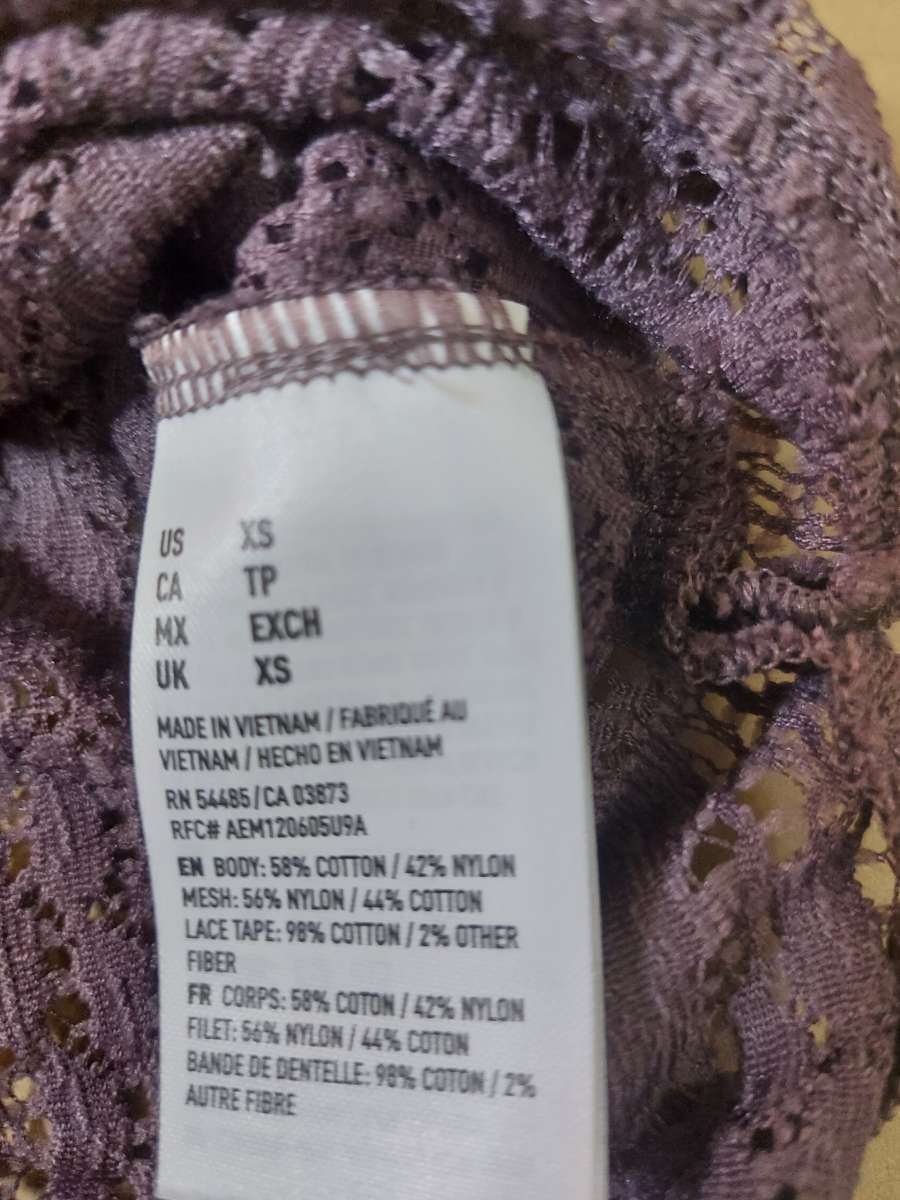 US XS
CA TP
MX EXCH
UK XS
MADE IN VIETNAM / FABRIQUÉ AU
VIETNAM / HECHO EN VIETNAM
RN 54485 / CA 03873
RFC# AEM120605U9A
EN BODY: 58% COTTON / 42% NYLON
MESH: 56% NYLON / 44% COTTON
LACE TAPE: 98% COTTON / 2% OTHER
FIBER
FR CORPS: 58% COTON / 42% NYLON
FILET: 56% NYLON / 44% COTON
BANDE DE DENTELLE: 98% COTON / 2%
AUTRE FIBRE